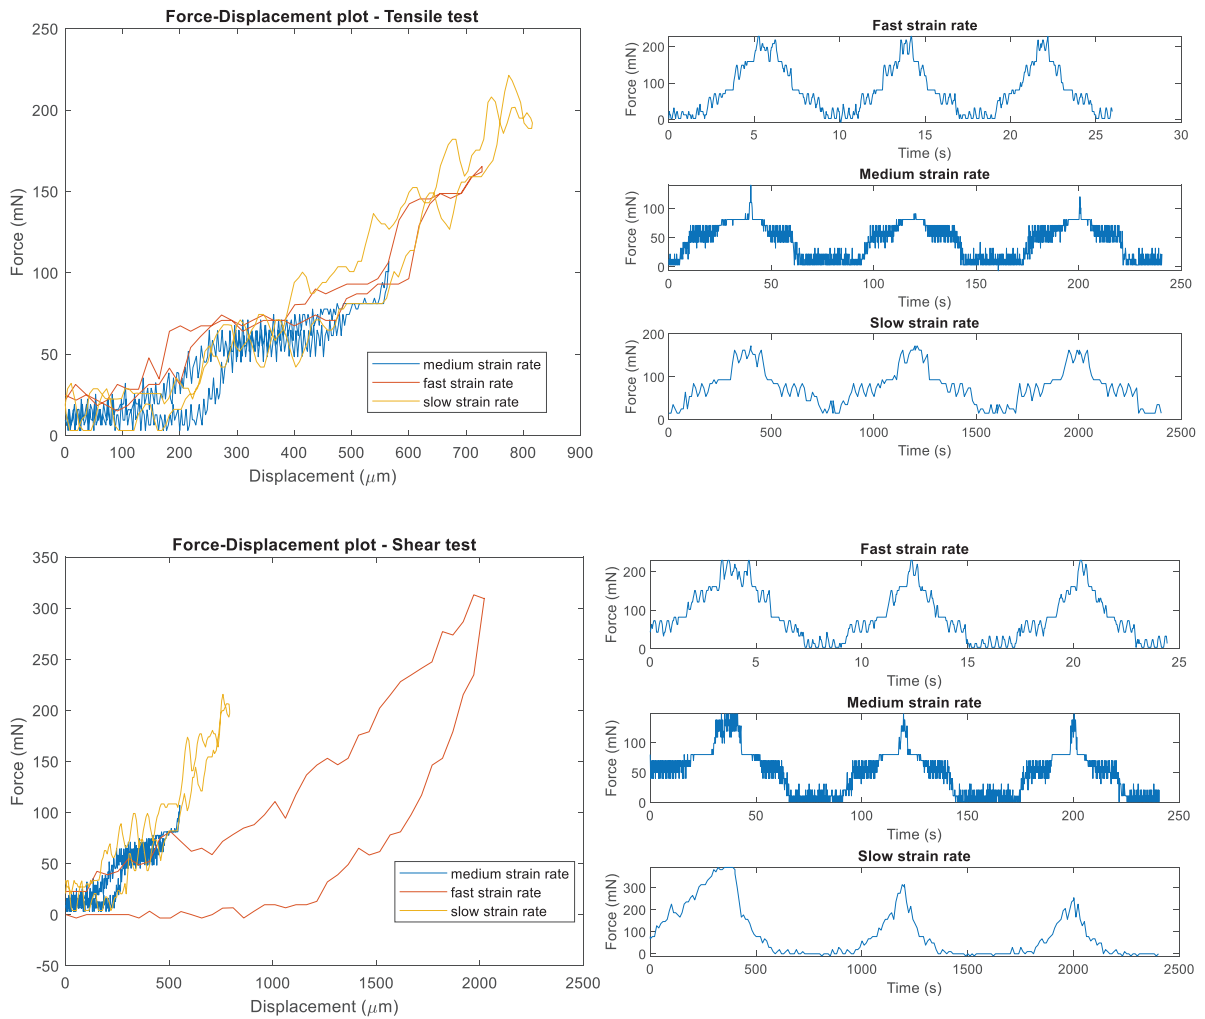 Force-Displacement plot - Tensile test
250
200
150
100
50
0
Force (mN)
0 100 200 300 400 500 600 700 800 900
Displacement (μm)
medium strain rate
fast strain rate
slow strain rate
Fast strain rate
200
100
0
Force (mN)
0 5 10 15 20 25 30
Time (s)
Medium strain rate
100
50
0
Force (mN)
0 50 100 150 200 250
Time (s)
Slow strain rate
200
100
0
Force (mN)
0 500 1000 1500 2000 2500
Time (s)
Force-Displacement plot - Shear test
350
300
250
200
150
100
50
0
-50
Force (mN)
0 500 1000 1500 2000 2500
Displacement (μm)
medium strain rate
fast strain rate
slow strain rate
Fast strain rate
200
100
0
Force (mN)
0 5 10 15 20 25
Time (s)
Medium strain rate
100
50
0
Force (mN)
0 50 100 150 200 250
Time (s)
Slow strain rate
300
200
100
0
Force (mN)
0 500 1000 1500 2000 2500
Time (s)